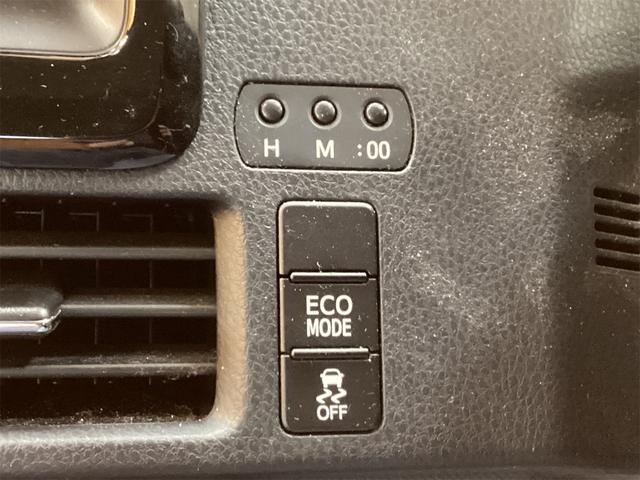 H M :00
ECO
MODE
OFF